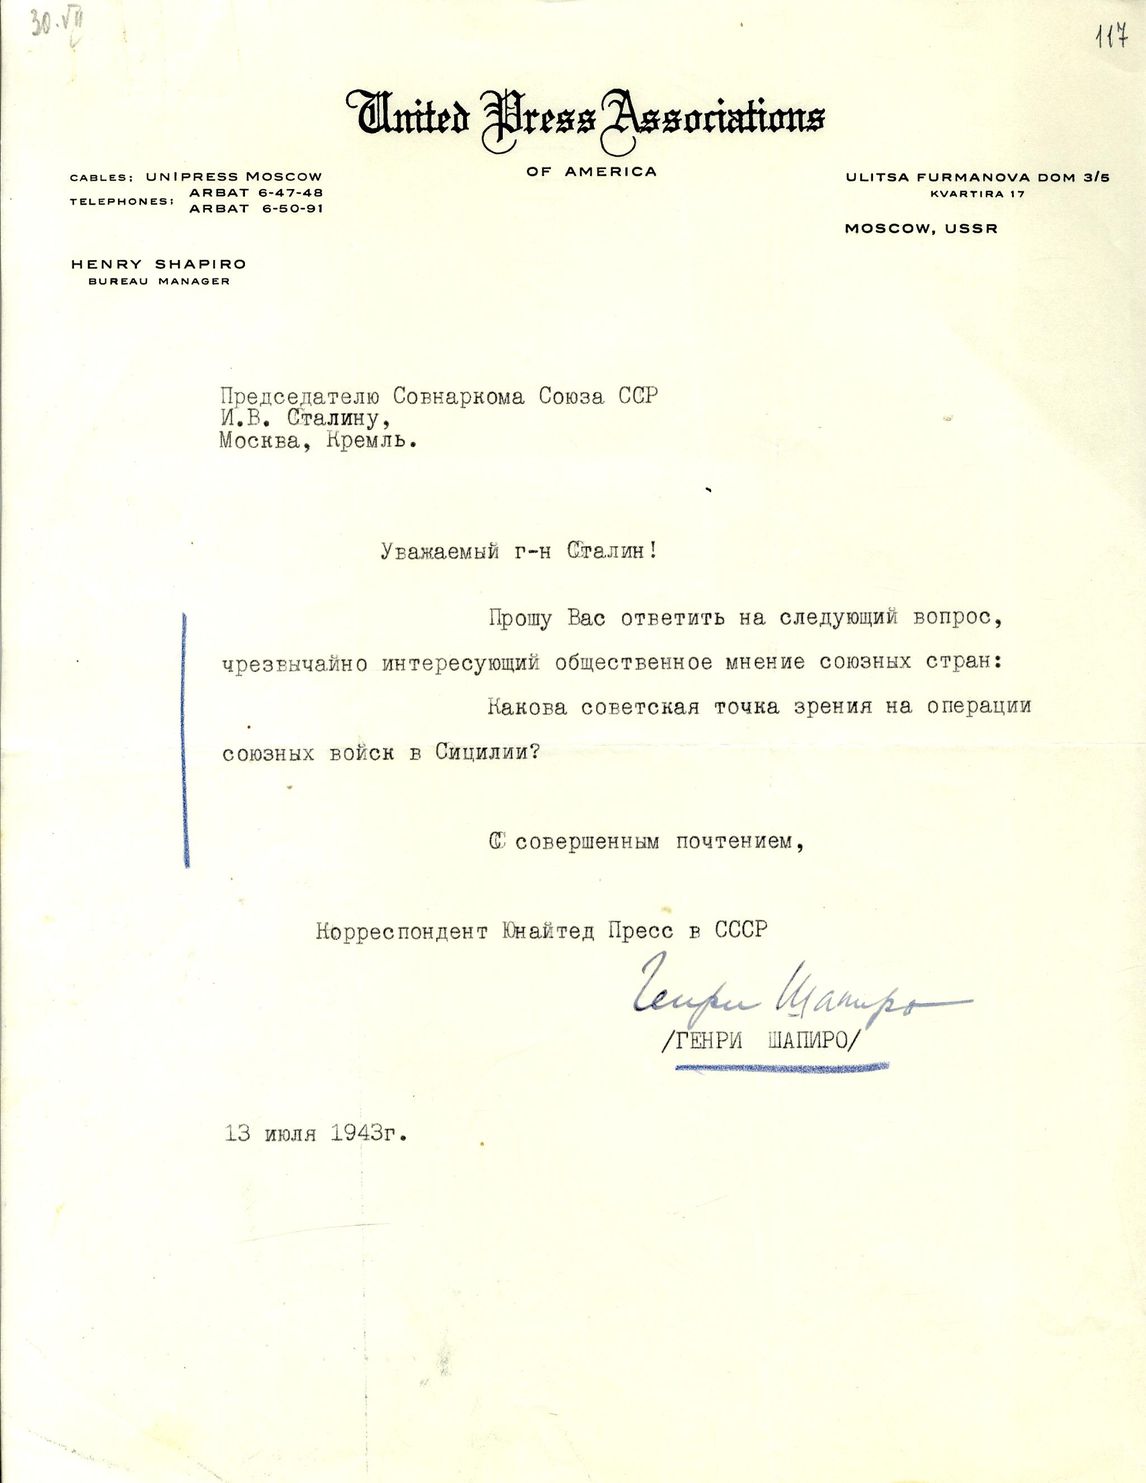 30.VII
117
United Press Associations
OF AMERICA
CABLES: UNIPRESS MOSCOW
TELEPHONES: ARBAT 6-47-48
ARBAT 6-50-91
ULITSA FURMANOVA DOM 3/5
KVARTIRA 17
MOSCOW, USSR
HENRY SHAPIRO
BUREAU MANAGER
Председателю Совнаркома Союза ССР
И.В. Сталину,
Москва, Кремль.
Уважаемый г-н Сталин!
Прошу Вас ответить на следующий вопрос,
чрезвычайно интересующий общественное мнение союзных стран:
Какова советская точка зрения на операции
союзных войск в Сицилии?
С совершенным почтением,
Корреспондент Юнайтед Пресс в СССР
Генри Шапиро
/ГЕНРИ ШАПИРО/
13 июля 1943г.